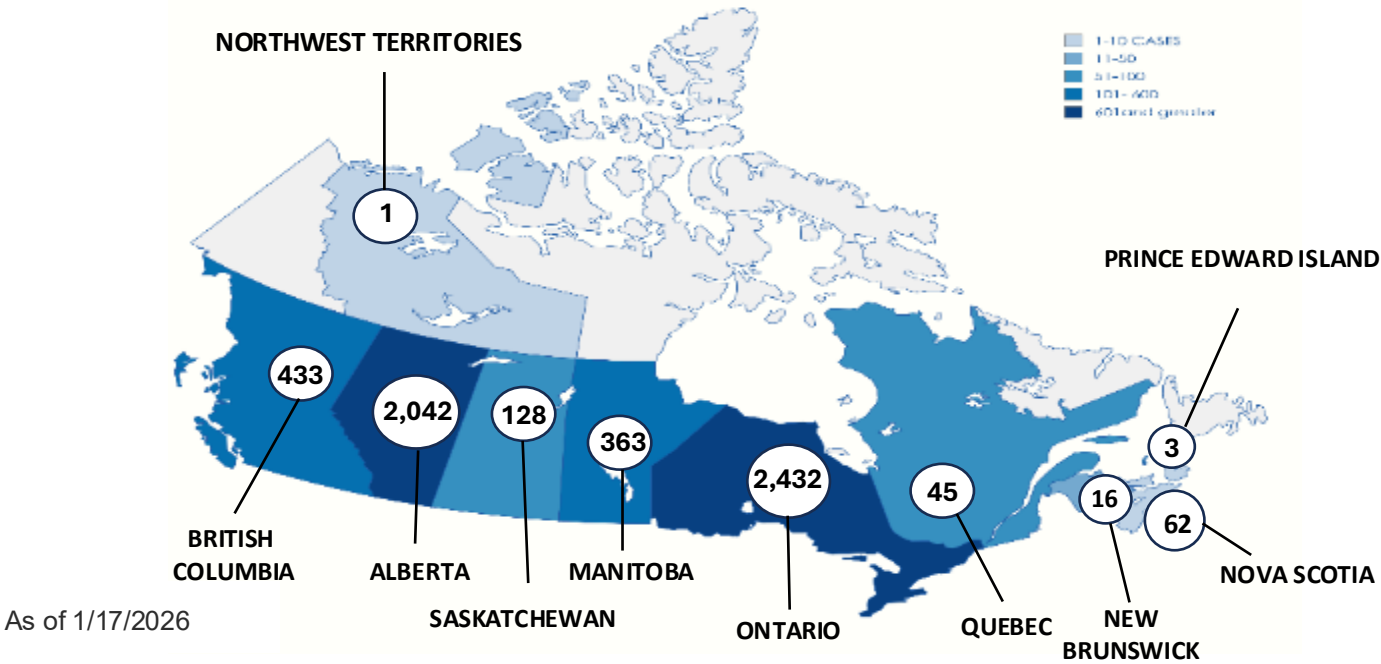 NORTHWEST TERRITORIES
1-10 CASES
11-50
51-100
101-600
601and greater
1
PRINCE EDWARD ISLAND
433
2,042
128
363
2,432
45
3
16
62
BRITISH
COLUMBIA
ALBERTA
SASKATCHEWAN
MANITOBA
ONTARIO
QUEBEC
NEW
BRUNSWICK
NOVA SCOTIA
As of 1/17/2026